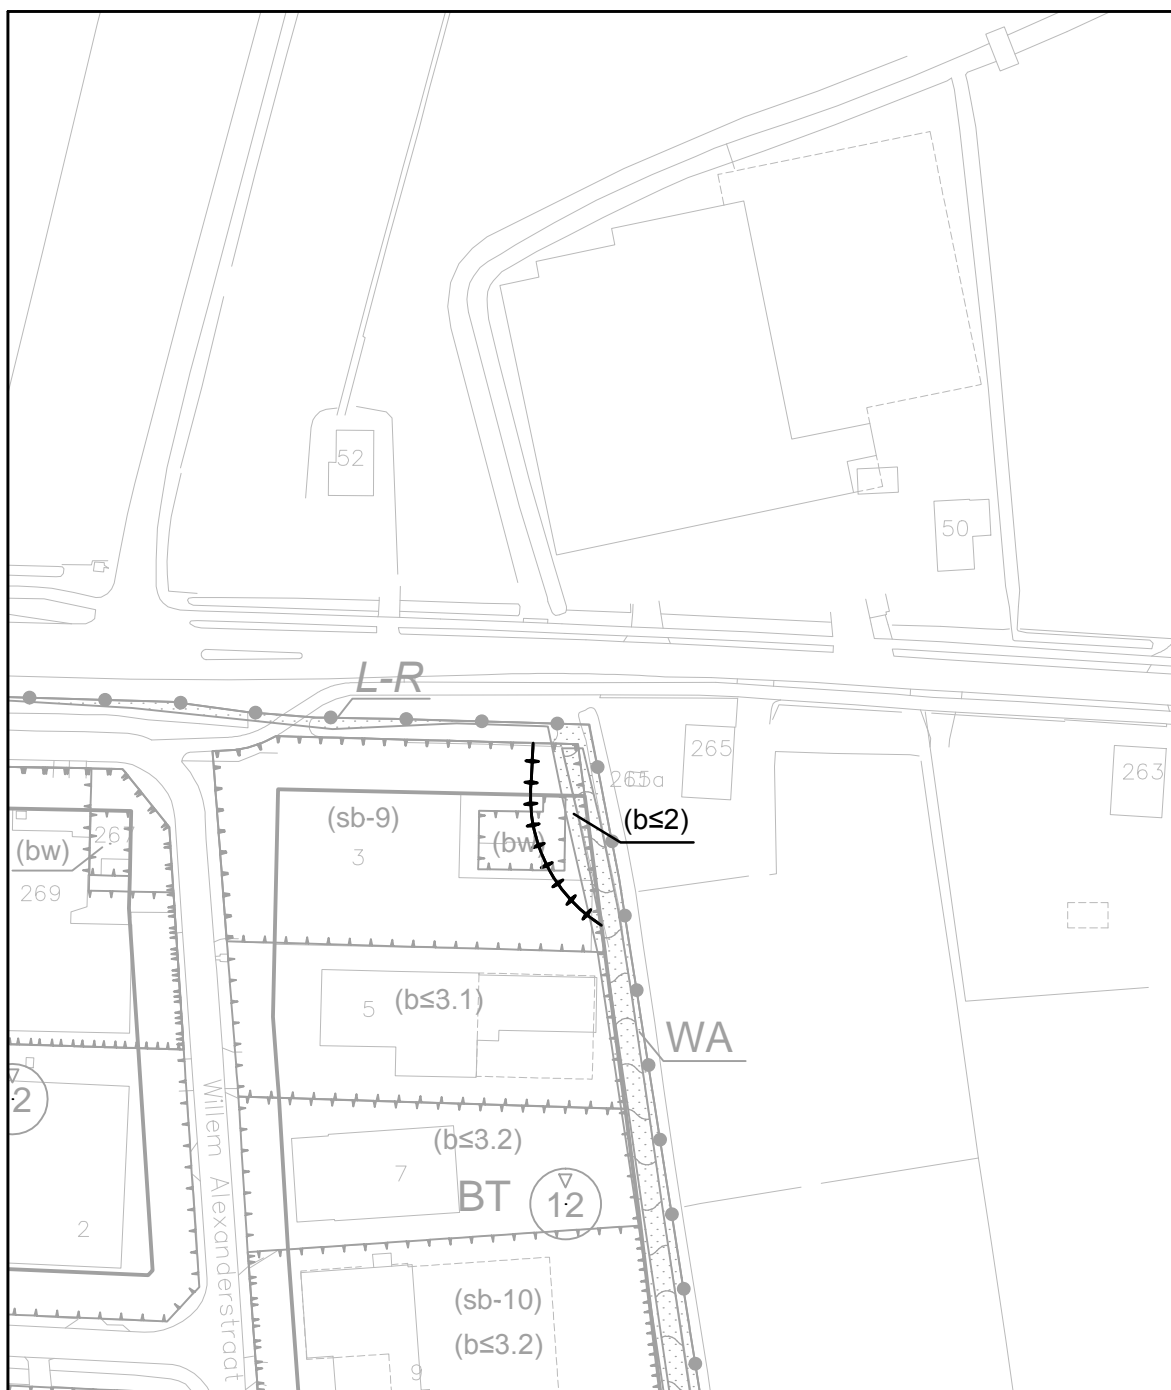 52
50
L-R
265
265a
263
(sb-9)
(b≤2)
3
(bw)
267
(bw)
269
(b≤3.1)
5
WA
2
Willem Alexanderstraat
(b≤3.2)
7
BT
12
2
(sb-10)
(b≤3.2)
9